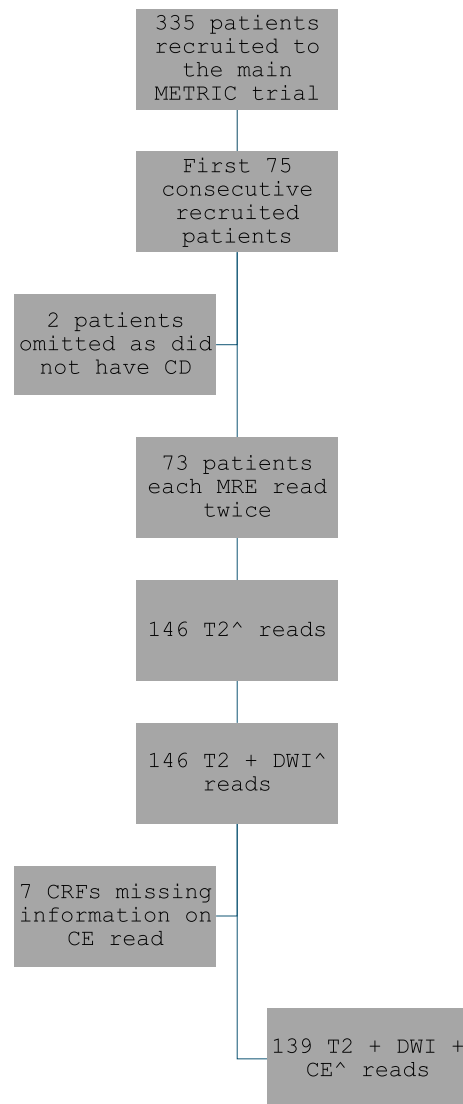 335 patients
recruited to
the main
METRIC trial
First 75
consecutive
recruited
patients
2 patients
omitted as did
not have CD
73 patients
each MRE read
twice
146 T2^ reads
146 T2 + DWI^
reads
7 CRFs missing
information on
CE read
139 T2 + DWI +
CE^ reads